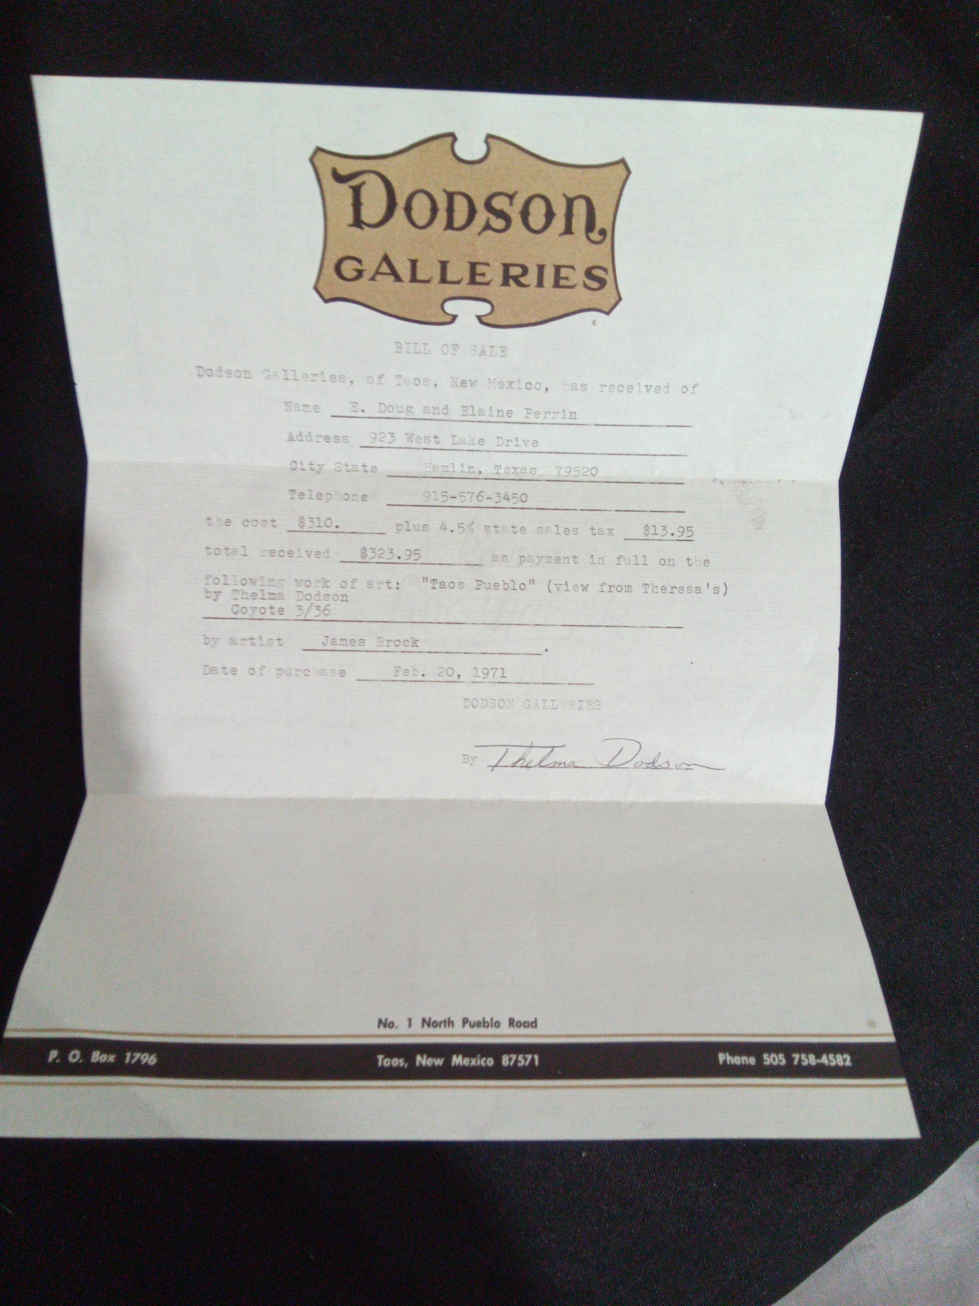 DODSON
GALLERIES
BILL OF SALE
Dodson Galleries, of Taos, New Mexico, has received of
Name E. Doug and Elaine Perrin
Address 923 West Lake Drive
City State Hamlin, Texas 79520
Telephone 915-576-3450
the cost $310. plus 4.5% state sales tax $13.95
total received $323.95 as payment in full on the
following work of art: "Taos Pueblo" (view from Theresa's)
by Thelma Dodson
Coyote 3/36
by artist James Brock
Date of purchase Feb. 20, 1971
DODSON GALLERIES
By Thelma Dodson
No. 1 North Pueblo Road
P. O. Box 1796 Taos, New Mexico 87571 Phone 505 758-4582